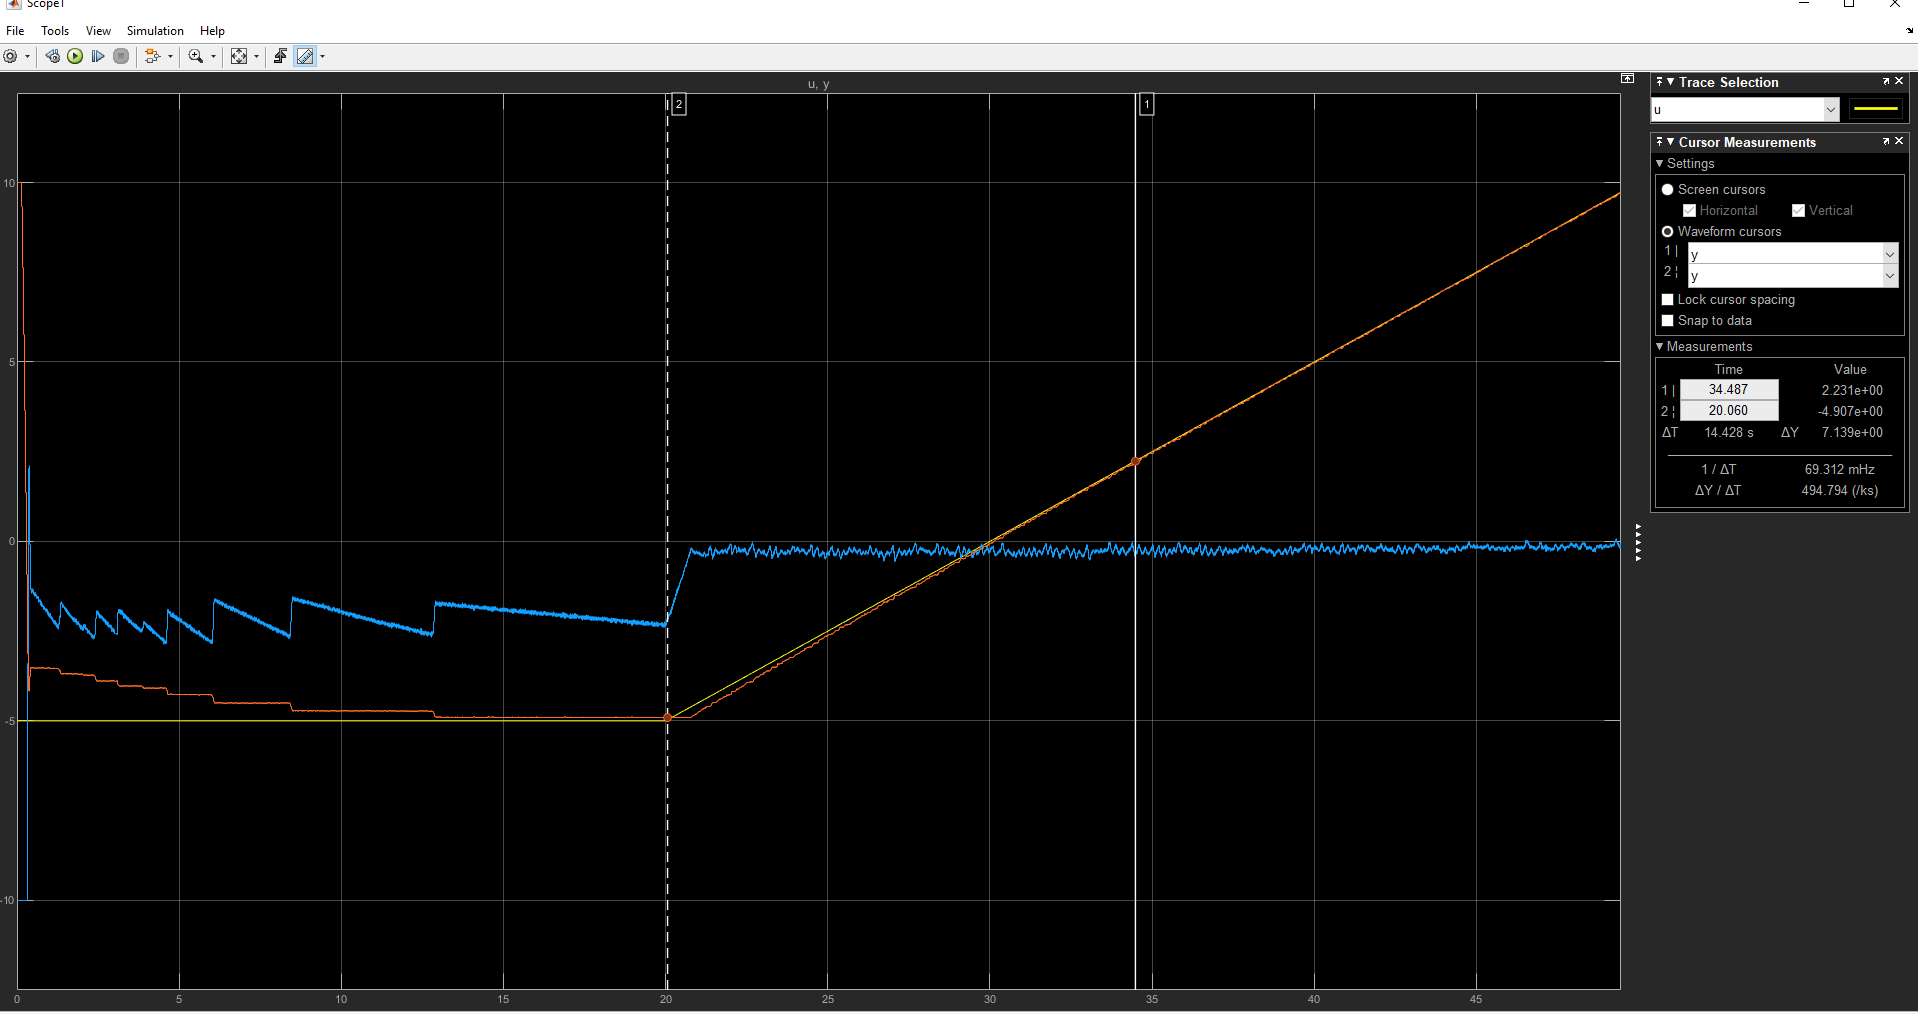 Scope1
File Tools View Simulation Help
u, y
2
1
10
5
0
-5
-10
0 5 10 15 20 25 30 35 40 45
Trace Selection
u
Cursor Measurements
Settings
Screen cursors
Horizontal Vertical
Waveform cursors
1 | y
2 ¦ y
Lock cursor spacing
Snap to data
Measurements
Time Value
1 | 34.487 2.231e+00
2 ¦ 20.060 -4.907e+00
ΔT 14.428 s ΔY 7.139e+00
1 / ΔT 69.312 mHz
ΔY / ΔT 494.794 (/ks)